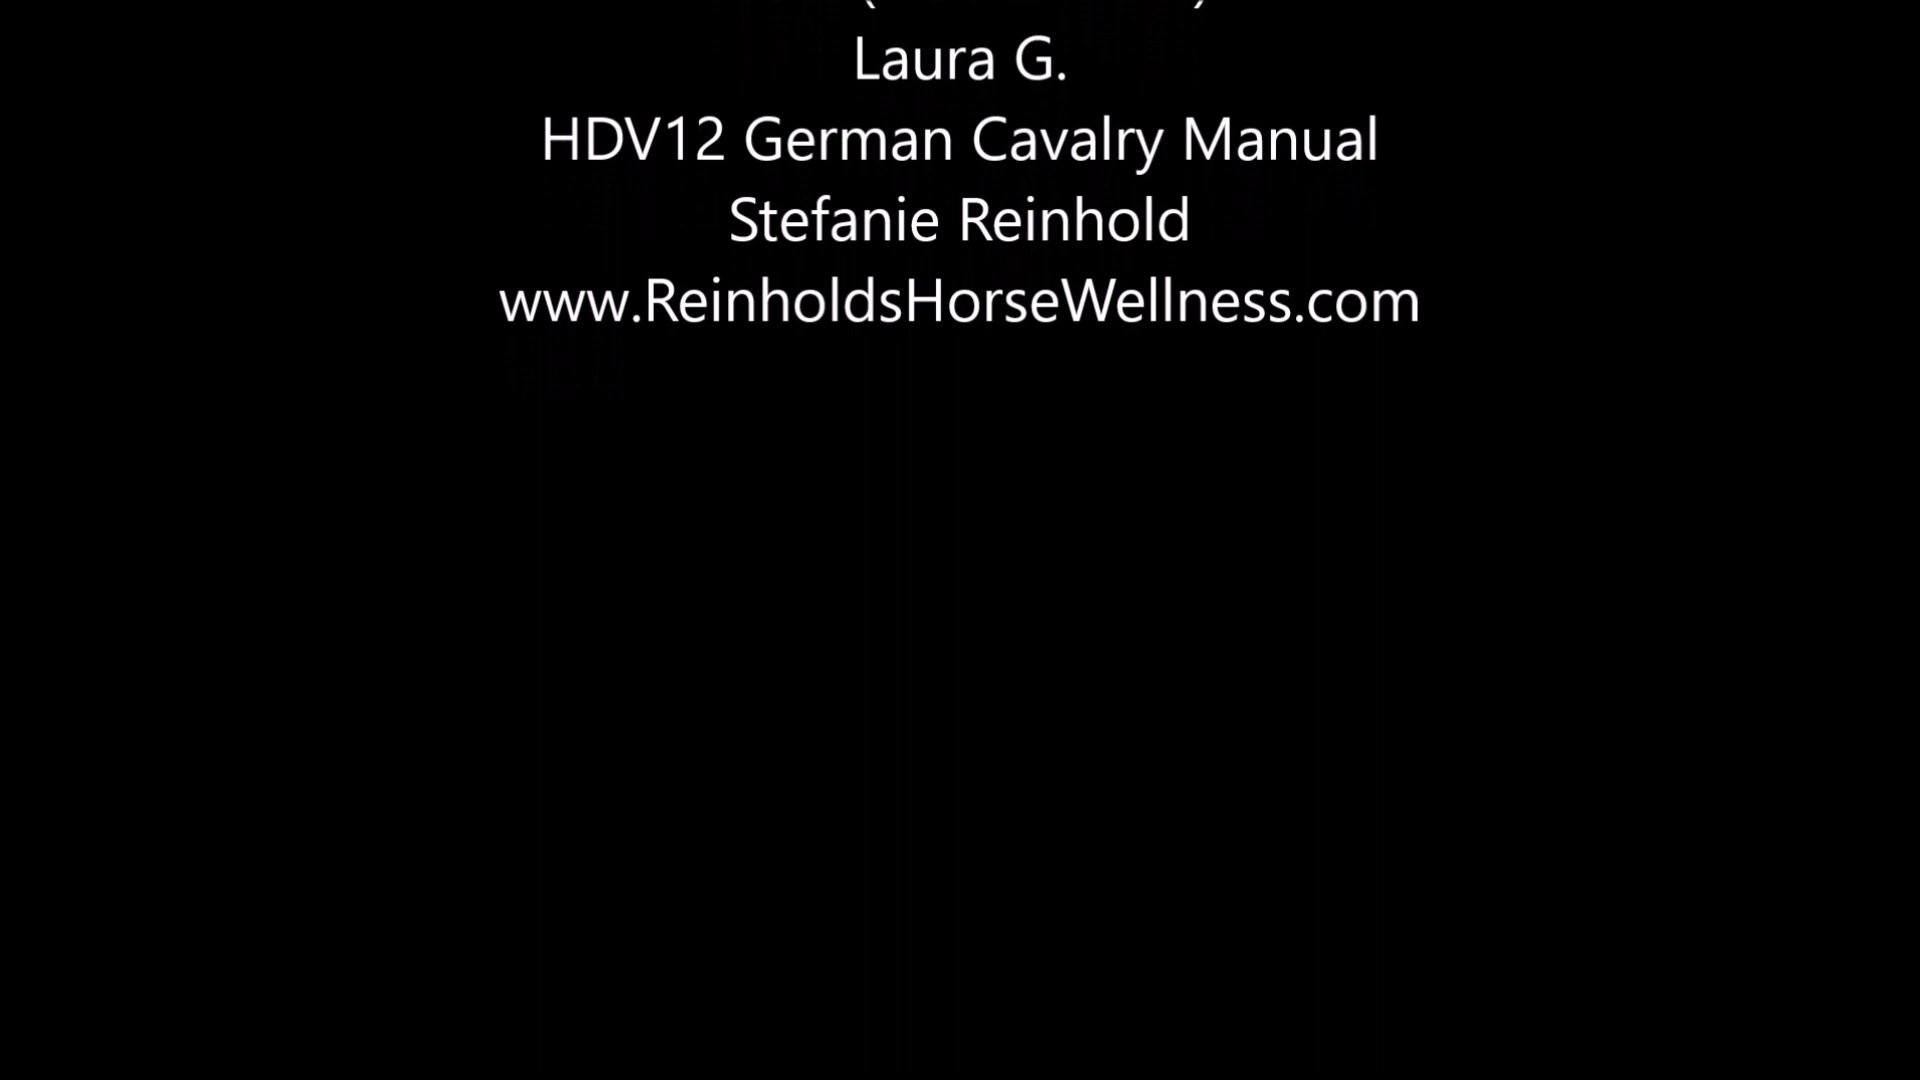 Laura G.
HDV12 German Cavalry Manual
Stefanie Reinhold
www.ReinholdsHorseWellness.com